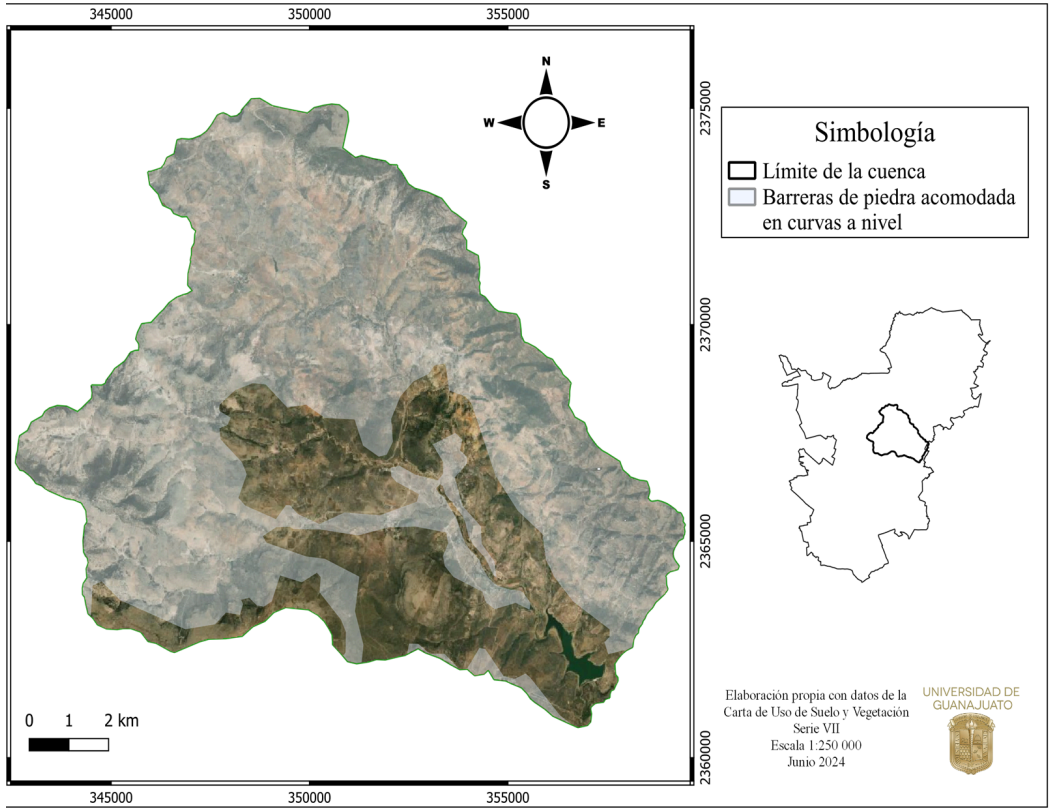 345000 350000 355000
N
W E
S
2375000
2370000
2365000
2360000
Simbología
Límite de la cuenca
Barreras de piedra acomodada
en curvas a nivel
0 1 2 km
345000 350000 355000
Elaboración propia con datos de la
Carta de Uso de Suelo y Vegetación
Serie VII
Escala 1:250 000
Junio 2024
UNIVERSIDAD DE
GUANAJUATO